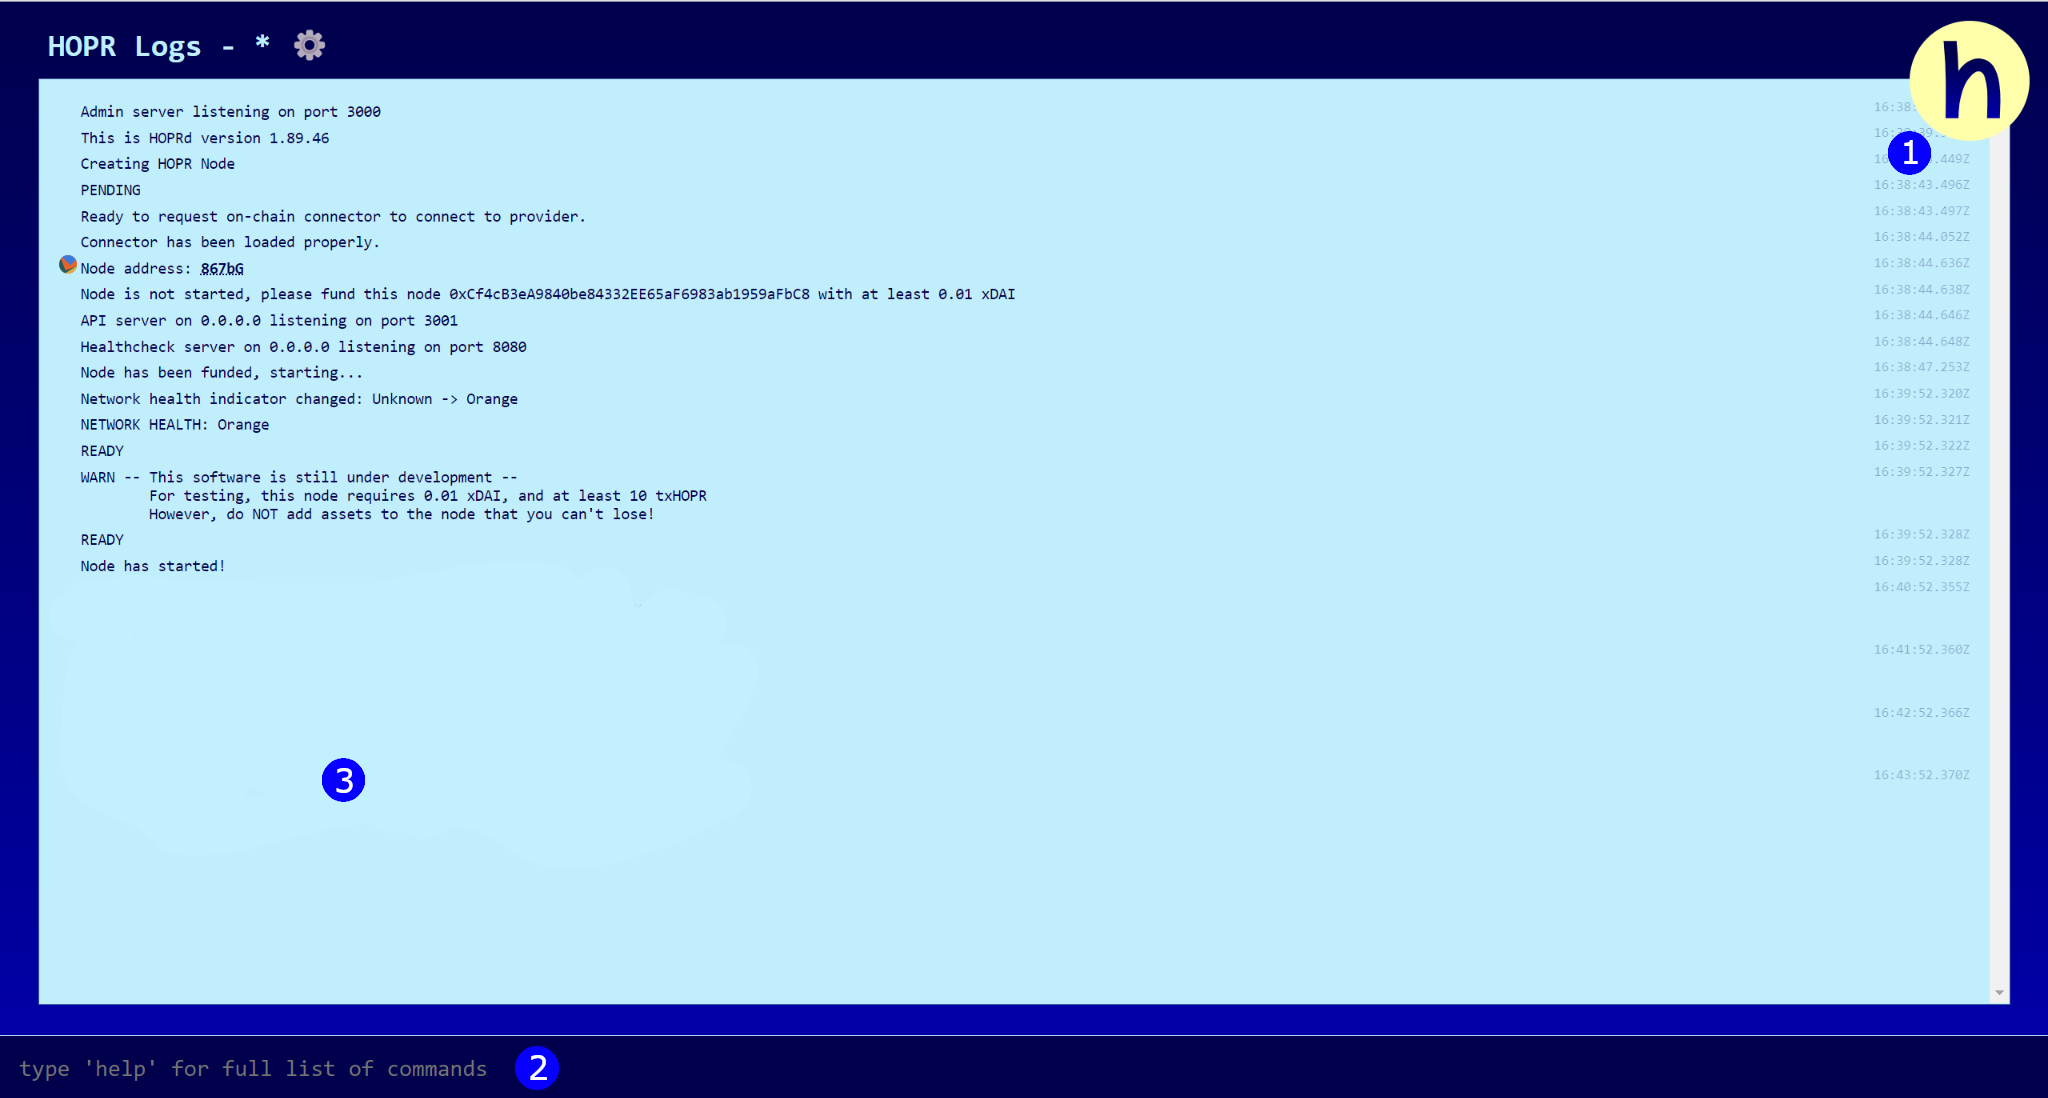 HOPR Logs - *
h
Admin server listening on port 3000
16:38:
This is HOPRd version 1.89.46
Creating HOPR Node
1
PENDING
16:38:43.496Z
Ready to request on-chain connector to connect to provider.
16:38:43.497Z
Connector has been loaded properly.
16:38:44.052Z
Node address: 867bG
16:38:44.636Z
Node is not started, please fund this node 0xCf4cB3eA9840be84332EE65aF6983ab1959aFbC8 with at least 0.01 xDAI
16:38:44.638Z
API server on 0.0.0.0 listening on port 3001
16:38:44.646Z
Healthcheck server on 0.0.0.0 listening on port 8080
16:38:44.648Z
Node has been funded, starting...
16:38:47.253Z
Network health indicator changed: Unknown -> Orange
16:39:52.320Z
NETWORK HEALTH: Orange
16:39:52.321Z
READY
16:39:52.322Z
WARN -- This software is still under development --
16:39:52.327Z
For testing, this node requires 0.01 xDAI, and at least 10 txHOPR
However, do NOT add assets to the node that you can't lose!
READY
16:39:52.328Z
Node has started!
16:39:52.328Z
16:40:52.355Z
16:41:52.360Z
16:42:52.366Z
16:43:52.370Z
3
type 'help' for full list of commands
2